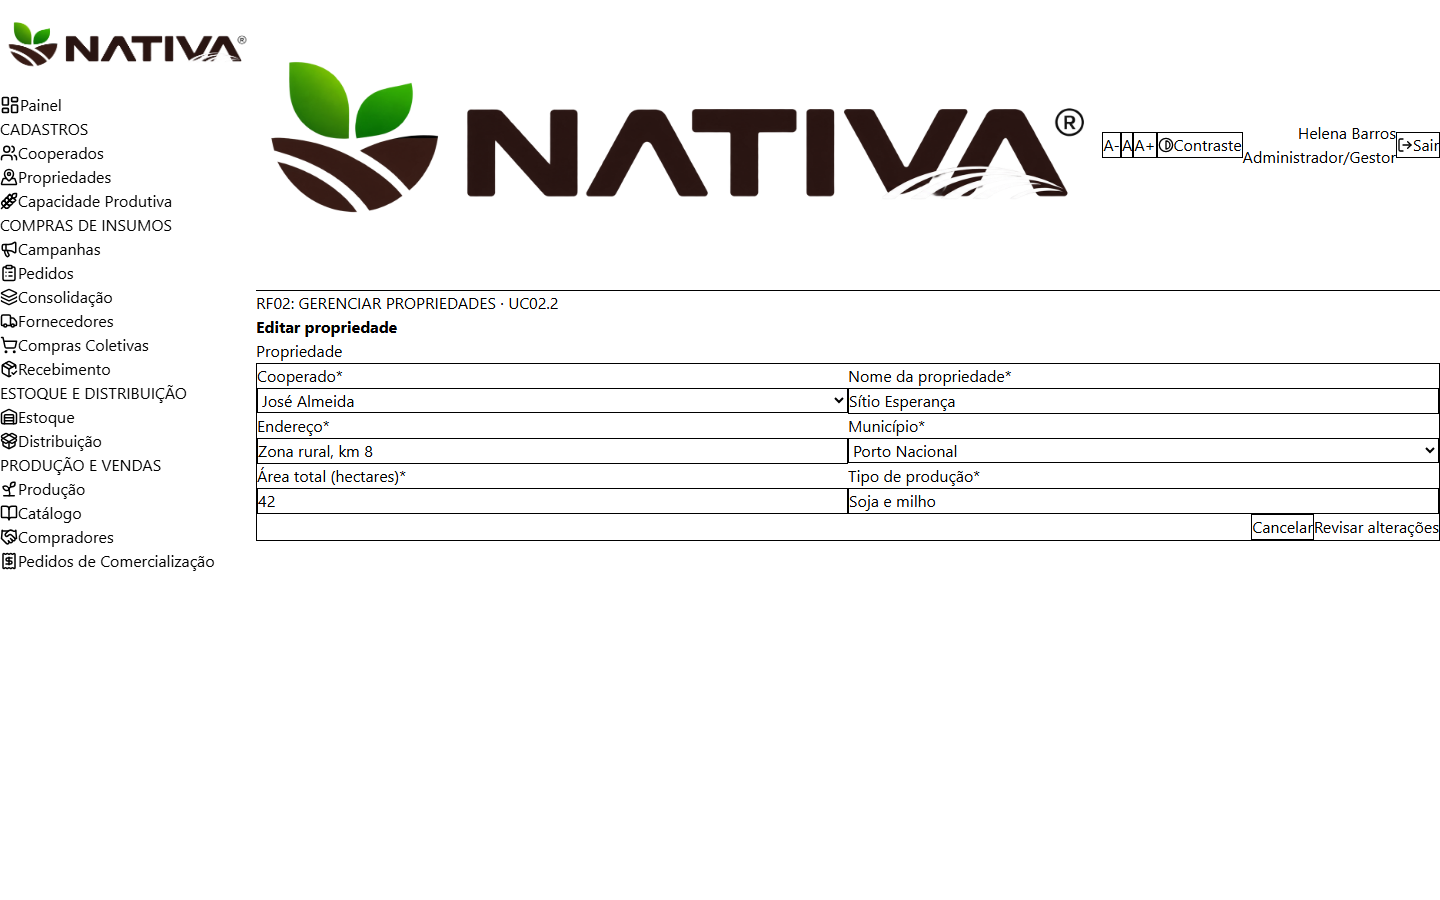 NATIVA®
Painel
CADASTROS
Cooperados
Propriedades
Capacidade Produtiva
COMPRAS DE INSUMOS
Campanhas
Pedidos
Consolidação
Fornecedores
Compras Coletivas
Recebimento
ESTOQUE E DISTRIBUIÇÃO
Estoque
Distribuição
PRODUÇÃO E VENDAS
Produção
Catálogo
Compradores
Pedidos de Comercialização
NATIVA®
A- A A+ Contraste
Helena Barros
Administrador/Gestor
Sair
RF02: GERENCIAR PROPRIEDADES · UC02.2
Editar propriedade
Propriedade
Cooperado* Nome da propriedade*
José Almeida Sítio Esperança
Endereço* Município*
Zona rural, km 8 Porto Nacional
Área total (hectares)* Tipo de produção*
42 Soja e milho
Cancelar Revisar alterações